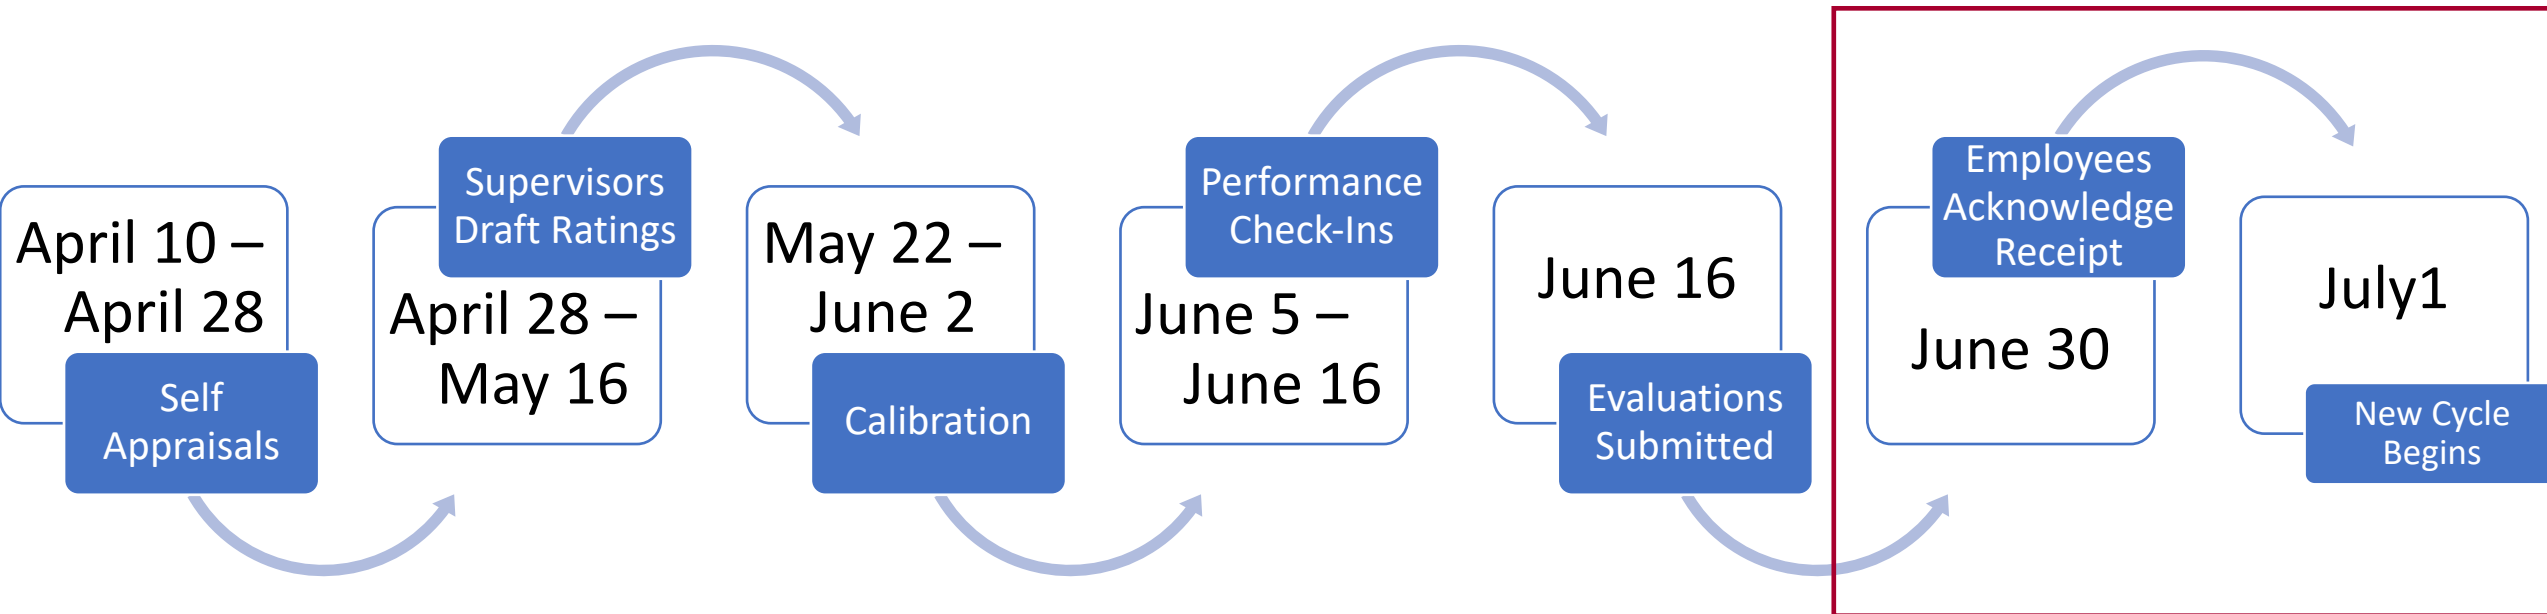 April 10 –
April 28
Self
Appraisals
Supervisors
Draft Ratings
April 28 –
May 16
May 22 –
June 2
Calibration
Performance
Check-Ins
June 5 –
June 16
June 16
Evaluations
Submitted
Employees
Acknowledge
Receipt
June 30
July1
New Cycle
Begins